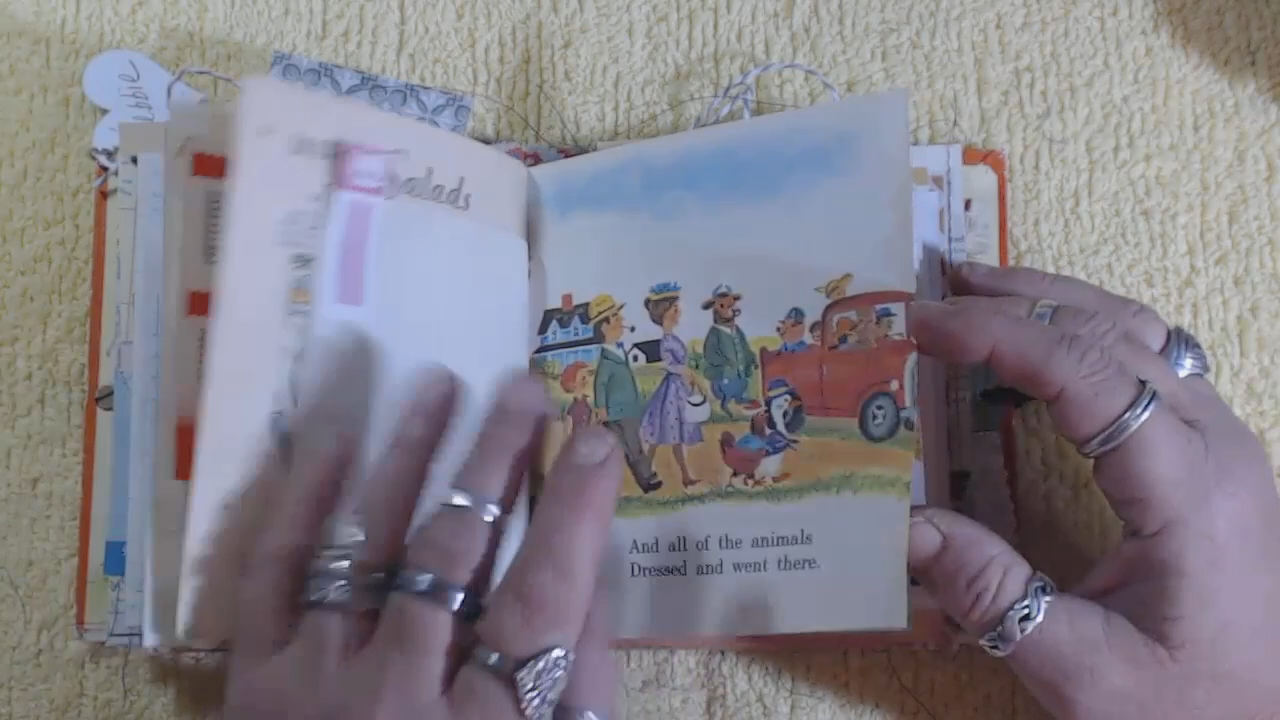 Salads
And all of the animals
Dressed and went there.